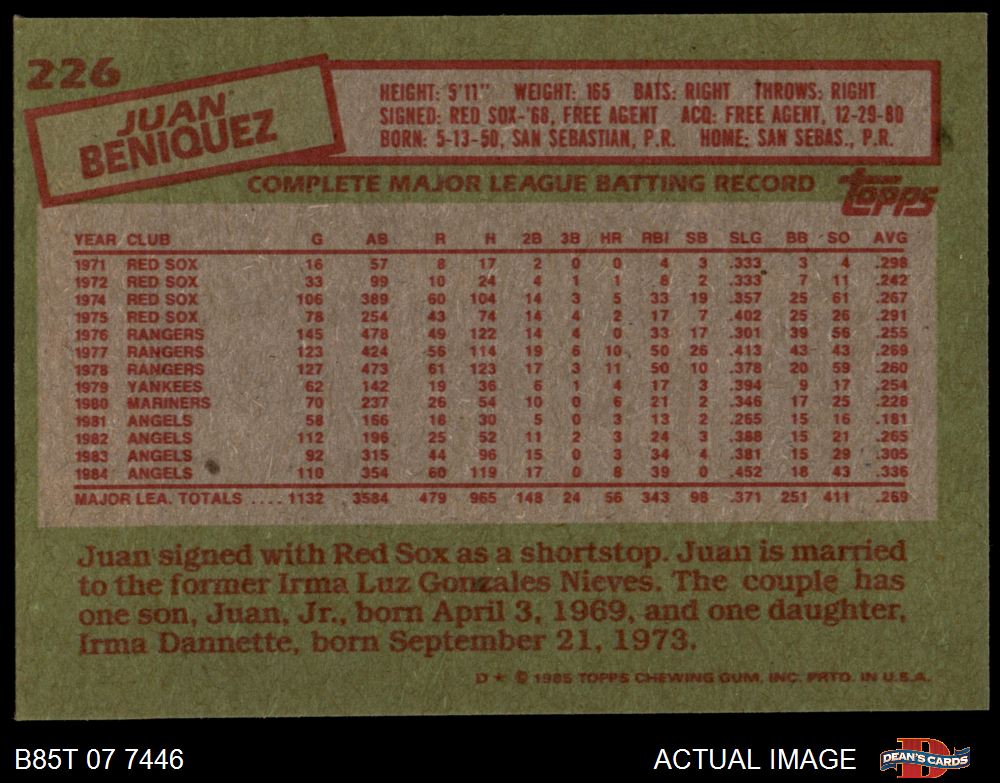 226
JUAN
BENIQUEZ
HEIGHT: 5'11" WEIGHT: 165 BATS: RIGHT THROWS: RIGHT
SIGNED: RED SOX-'68, FREE AGENT ACQ: FREE AGENT, 12-29-80
BORN: 5-13-50, SAN SEBASTIAN, P.R. HOME: SAN SEBAS., P.R.
COMPLETE MAJOR LEAGUE BATTING RECORD
topps
YEAR CLUB G AB R H 2B 3B HR RBI SB SLG BB SO AVG
1971 RED SOX 16 57 8 17 2 0 0 4 3 .333 3 4 .298
1972 RED SOX 33 99 10 24 4 1 1 8 2 .333 7 11 .242
1974 RED SOX 106 389 60 104 14 3 5 33 19 .357 25 61 .267
1975 RED SOX 78 254 43 74 14 4 2 17 7 .402 25 26 .291
1976 RANGERS 145 478 49 122 14 4 0 33 17 .301 39 56 .255
1977 RANGERS 123 424 56 114 19 6 10 50 26 .413 43 43 .269
1978 RANGERS 127 473 61 123 17 3 11 50 10 .378 20 59 .260
1979 YANKEES 62 142 19 36 6 1 4 17 3 .394 9 17 .254
1980 MARINERS 70 237 26 54 10 0 6 21 2 .346 17 25 .228
1981 ANGELS 58 166 18 30 5 0 3 13 2 .265 15 16 .181
1982 ANGELS 112 196 25 52 11 2 3 24 3 .388 15 21 .265
1983 ANGELS 92 315 44 96 15 0 3 34 4 .381 15 29 .305
1984 ANGELS 110 354 60 119 17 0 8 39 0 .452 18 43 .336
MAJOR LEA. TOTALS .... 1132 3584 479 965 148 24 56 343 98 .371 251 411 .269
Juan signed with Red Sox as a shortstop. Juan is married
to the former Irma Luz Gonzales Nieves. The couple has
one son, Juan, Jr., born April 3, 1969, and one daughter,
Irma Dannette, born September 21, 1973.
D * © 1985 TOPPS CHEWING GUM, INC. PRTD. IN U.S.A.
B85T 07 7446
ACTUAL IMAGE
D
DEAN'S CARDS